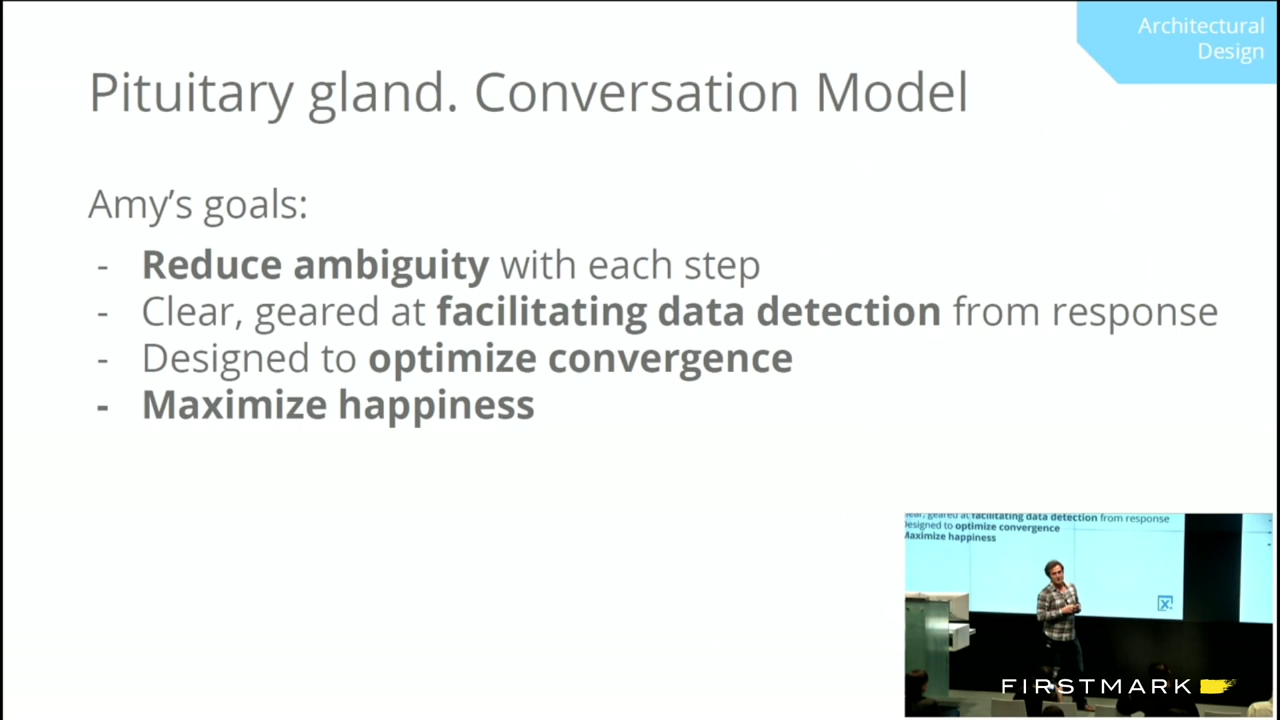 Architectural
Design
Pituitary gland. Conversation Model
Amy's goals:
- Reduce ambiguity with each step
- Clear, geared at facilitating data detection from response
- Designed to optimize convergence
- Maximize happiness
facilitating data detection from response
Designed to optimize convergence
Maximize happiness
FIRSTMARK